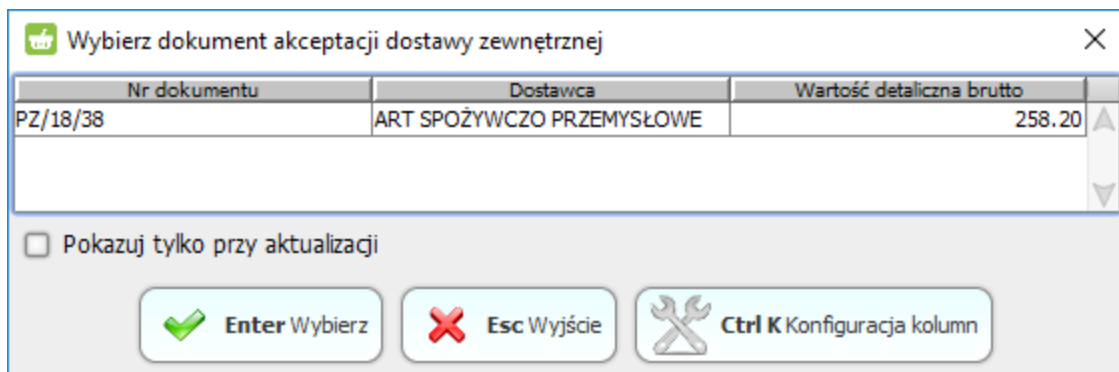 Wybierz dokument akceptacji dostawy zewnętrznej
Nr dokumentu Dostawca Wartość detaliczna brutto
PZ/18/38 ART SPOŻYWCZO PRZEMYSŁOWE 258.20
Pokazuj tylko przy aktualizacji
Enter Wybierz Esc Wyjście Ctrl K Konfiguracja kolumn